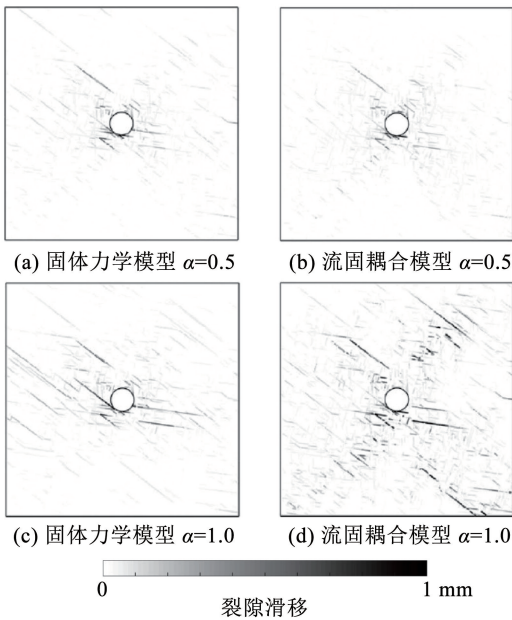 (a) 固体力学模型 α=0.5
(b) 流固耦合模型 α=0.5
(c) 固体力学模型 α=1.0
(d) 流固耦合模型 α=1.0
0
1 mm
裂隙滑移